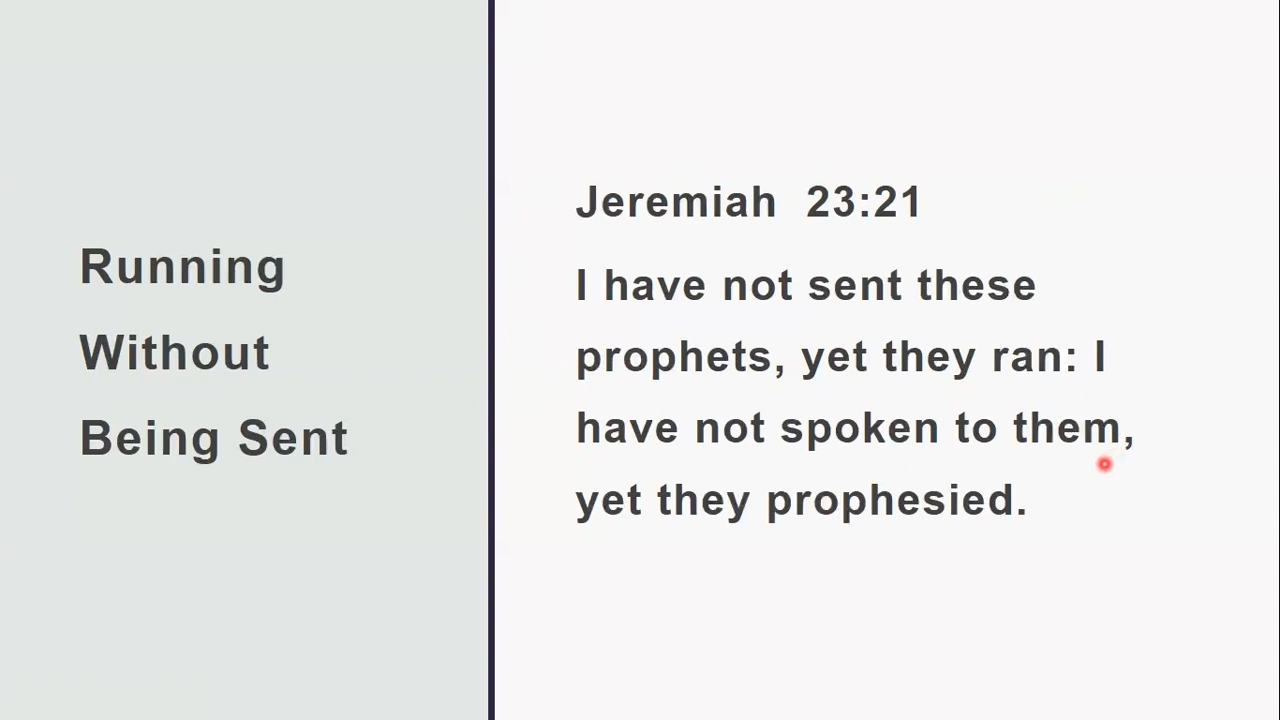 Running
Without
Being Sent
Jeremiah  23:21
I have not sent these
prophets, yet they ran: I
have not spoken to them,
yet they prophesied.